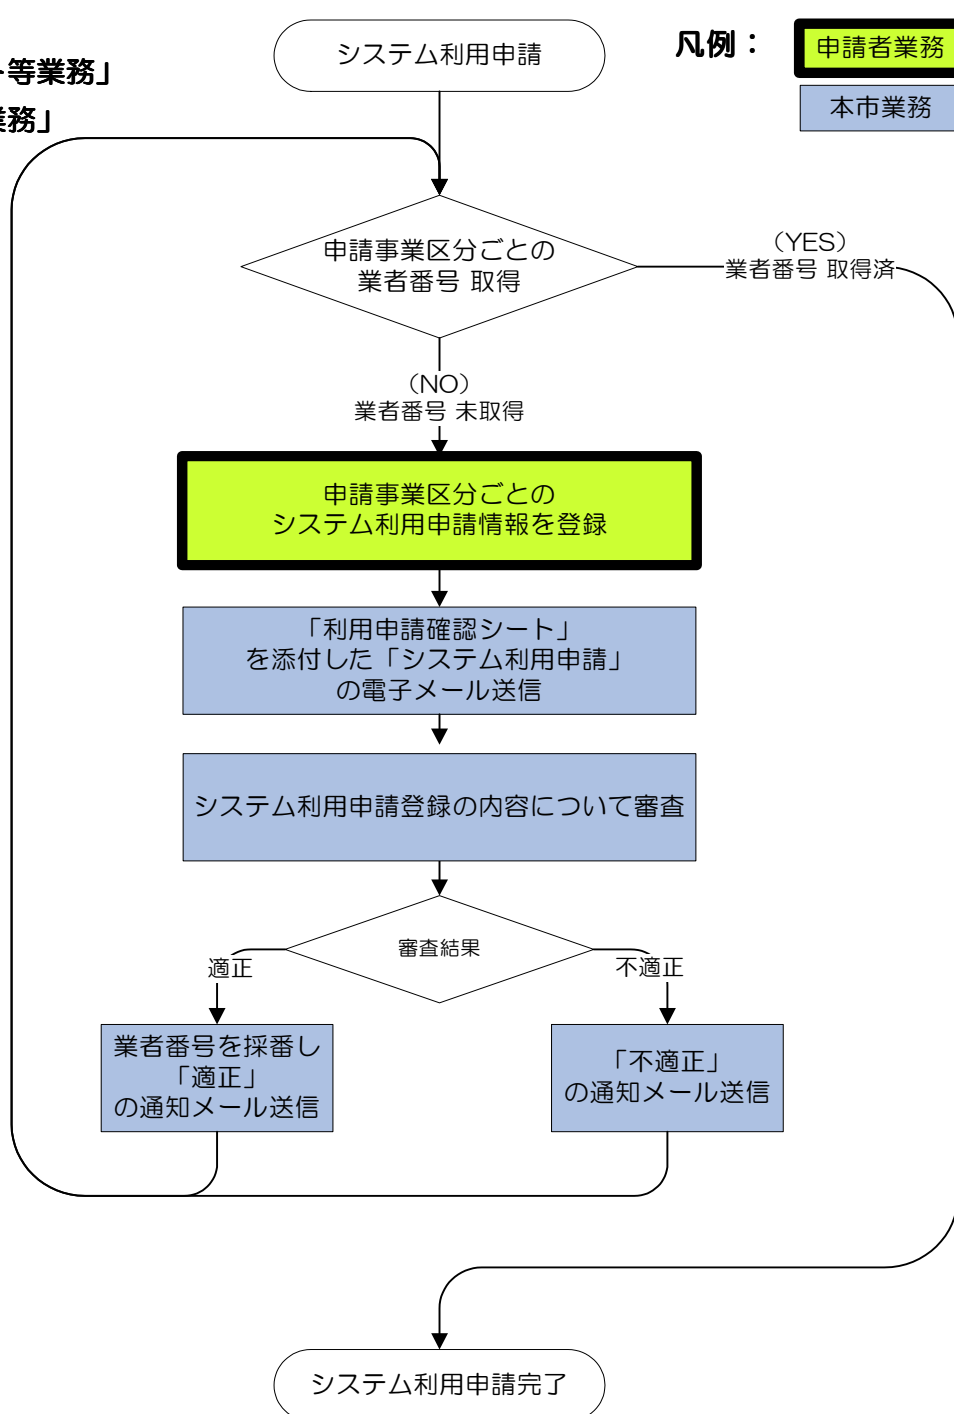 システム利用申請
凡例：
申請者業務
等業務」
本市業務
業務」
申請事業区分ごとの
業者番号 取得
（YES）
業者番号 取得済
（NO）
業者番号 未取得
申請事業区分ごとの
システム利用申請情報を登録
「利用申請確認シート」
を添付した「システム利用申請」
の電子メール送信
システム利用申請登録の内容について審査
審査結果
適正
不適正
業者番号を採番し
「適正」
の通知メール送信
「不適正」
の通知メール送信
システム利用申請完了